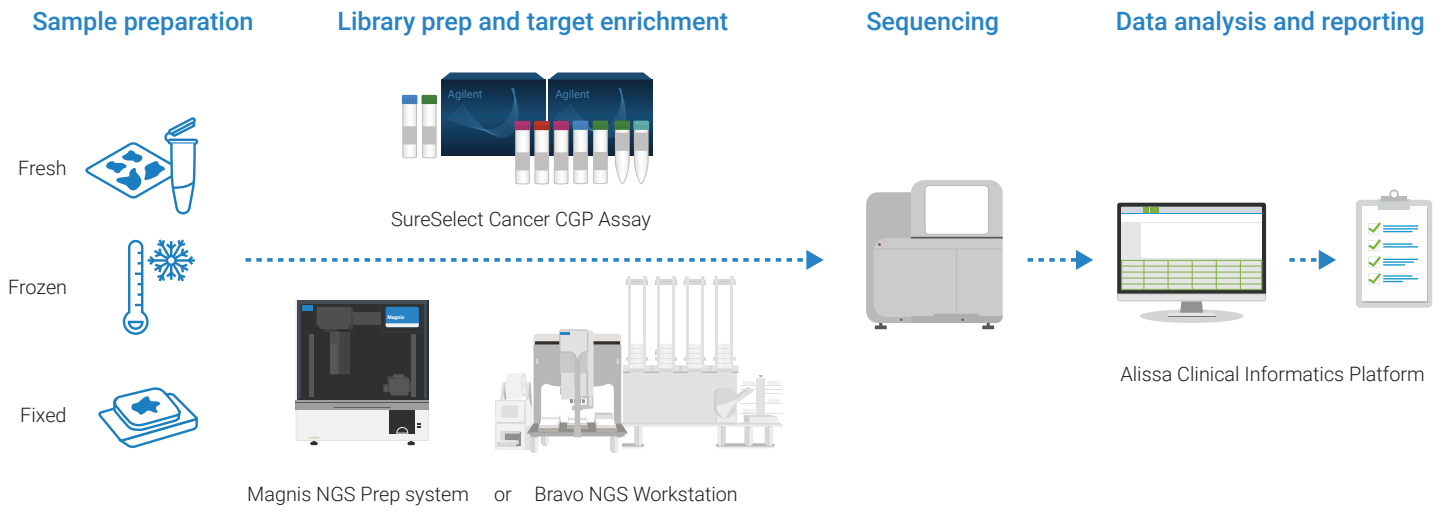 Sample preparation
Library prep and target enrichment
Sequencing
Data analysis and reporting
Agilent
Agilent
Fresh
SureSelect Cancer CGP Assay
Frozen
Magnis
Alissa Clinical Informatics Platform
Fixed
Magnis NGS Prep system or Bravo NGS Workstation